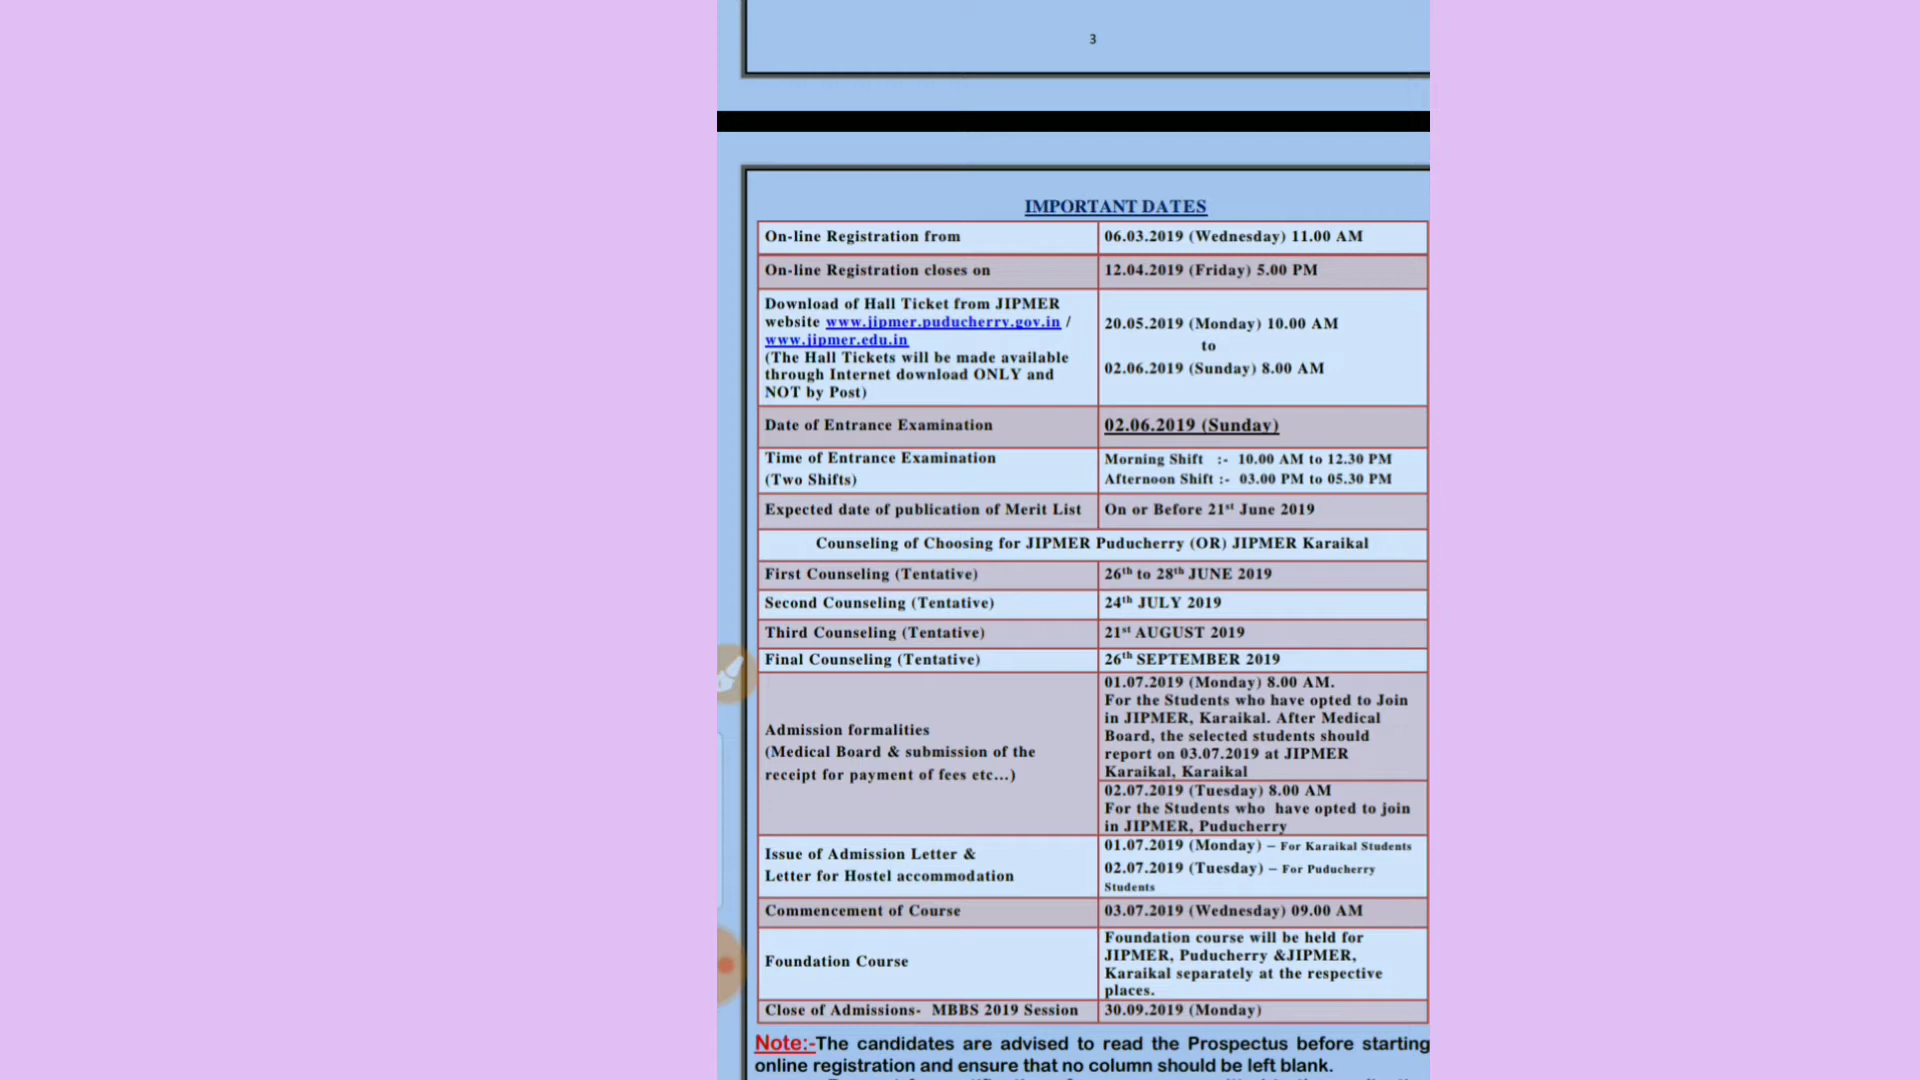 3
IMPORTANT DATES
On-line Registration from
06.03.2019 (Wednesday) 11.00 AM
On-line Registration closes on
12.04.2019 (Friday) 5.00 PM
Download of Hall Ticket from JIPMER
website www.jipmer.puducherry.gov.in /
www.jipmer.edu.in
(The Hall Tickets will be made available
through Internet download ONLY and
NOT by Post)
20.05.2019 (Monday) 10.00 AM
to
02.06.2019 (Sunday) 8.00 AM
Date of Entrance Examination
02.06.2019 (Sunday)
Time of Entrance Examination
(Two Shifts)
Morning Shift :- 10.00 AM to 12.30 PM
Afternoon Shift :- 03.00 PM to 05.30 PM
Expected date of publication of Merit List
On or Before 21st June 2019
Counseling of Choosing for JIPMER Puducherry (OR) JIPMER Karaikal
First Counseling (Tentative)
26th to 28th JUNE 2019
Second Counseling (Tentative)
24th JULY 2019
Third Counseling (Tentative)
21st AUGUST 2019
Final Counseling (Tentative)
26th SEPTEMBER 2019
Admission formalities
(Medical Board & submission of the
receipt for payment of fees etc...)
01.07.2019 (Monday) 8.00 AM.
For the Students who have opted to Join
in JIPMER, Karaikal. After Medical
Board, the selected students should
report on 03.07.2019 at JIPMER
Karaikal, Karaikal
02.07.2019 (Tuesday) 8.00 AM
For the Students who have opted to join
in JIPMER, Puducherry
Issue of Admission Letter &
Letter for Hostel accommodation
01.07.2019 (Monday) – For Karaikal Students
02.07.2019 (Tuesday) – For Puducherry
Students
Commencement of Course
03.07.2019 (Wednesday) 09.00 AM
Foundation Course
Foundation course will be held for
JIPMER, Puducherry &JIPMER,
Karaikal separately at the respective
places.
Close of Admissions- MBBS 2019 Session
30.09.2019 (Monday)
Note:-The candidates are advised to read the Prospectus before starting
online registration and ensure that no column should be left blank.